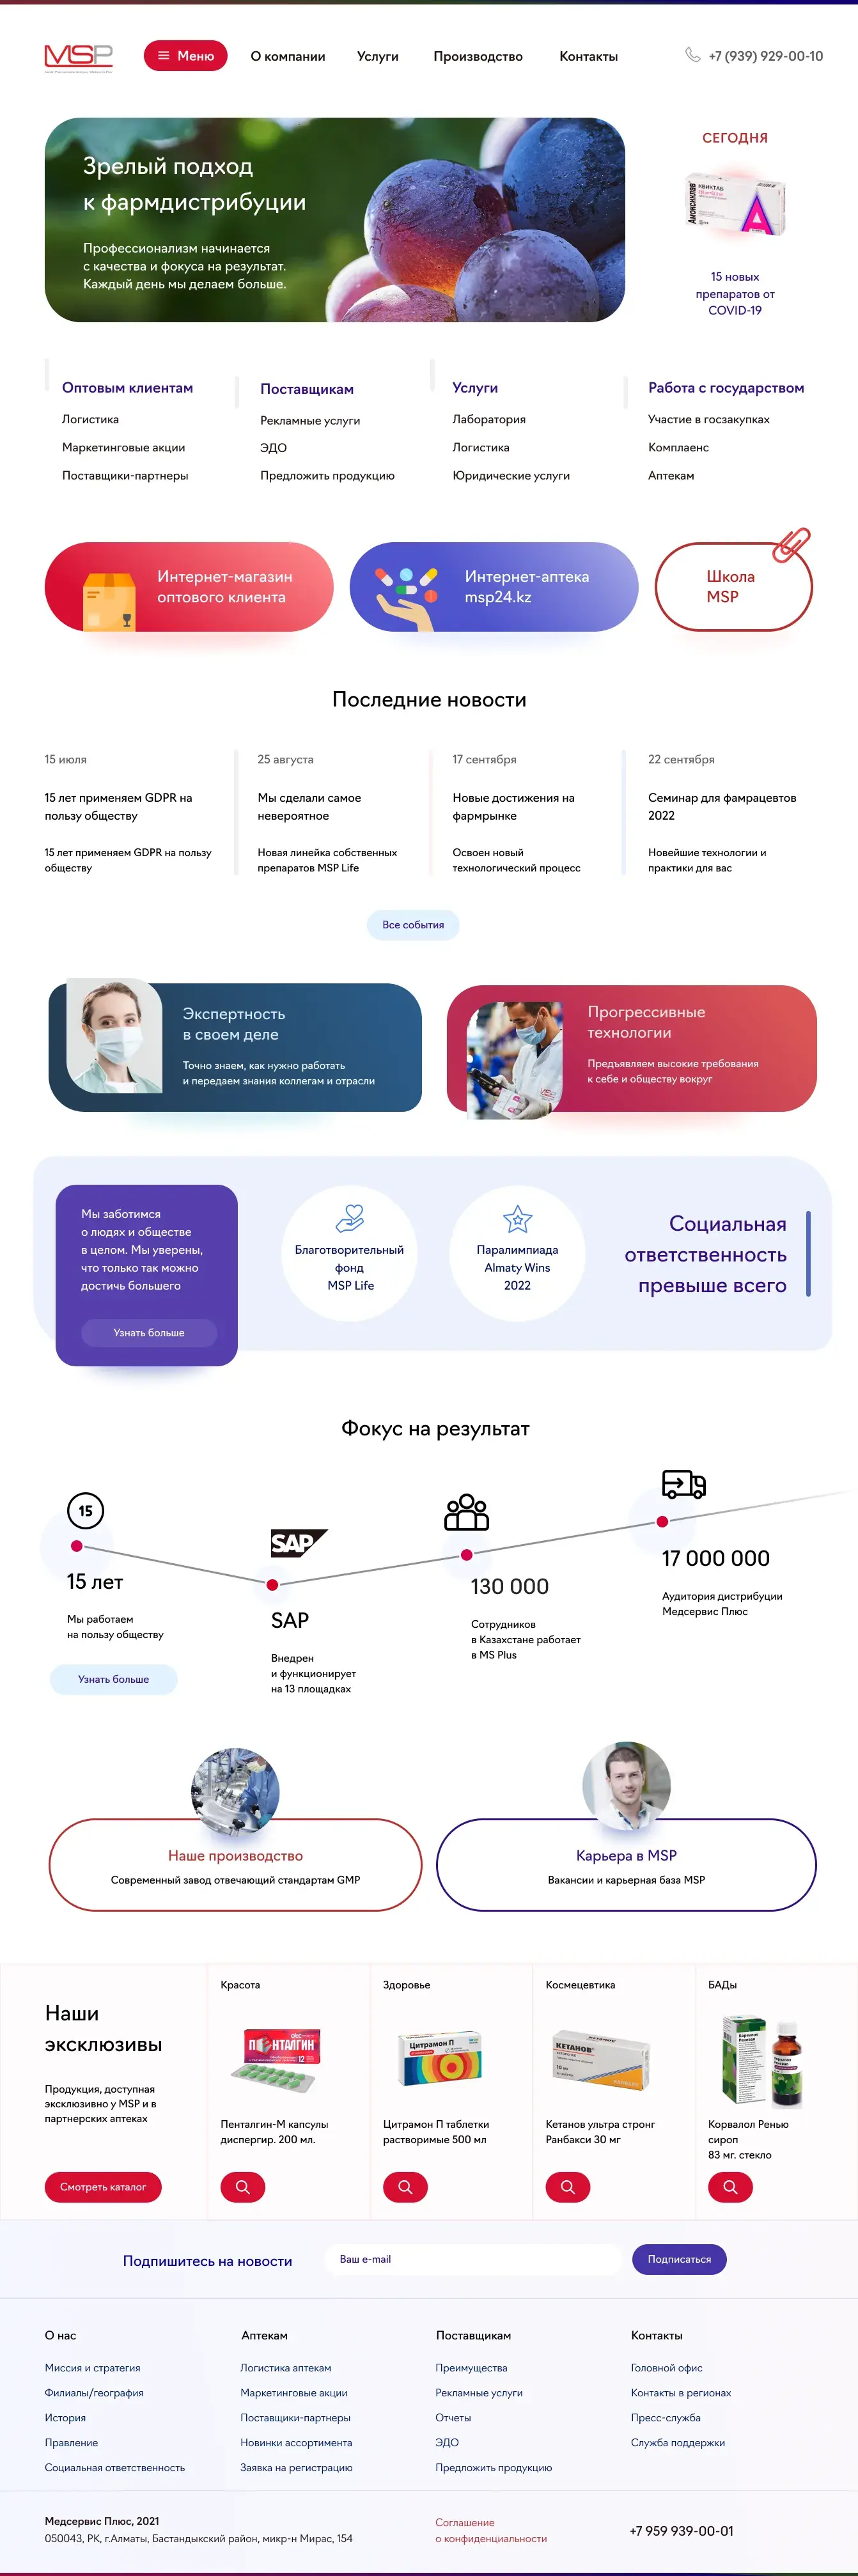 MSP
Меню
О компании
Услуги
Производство
Контакты
+7 (939) 929-00-10
Зрелый подход
к фармдистрибуции
Профессионализм начинается
с качества и фокуса на результат.
Каждый день мы делаем больше.
СЕГОДНЯ
Амоксиклав
КВИКТАБ
15 новых
препаратов от
COVID-19
Оптовым клиентам
Логистика
Маркетинговые акции
Поставщики-партнеры
Поставщикам
Рекламные услуги
ЭДО
Предложить продукцию
Услуги
Лаборатория
Логистика
Юридические услуги
Работа с государством
Участие в госзакупках
Комплаенс
Аптекам
Интернет-магазин
оптового клиента
Интернет-аптека
msp24.kz
Школа
MSP
Последние новости
15 июля
15 лет применяем GDPR на
пользу обществу
15 лет применяем GDPR на пользу
обществу
25 августа
Мы сделали самое
невероятное
Новая линейка собственных
препаратов MSP Life
17 сентября
Новые достижения на
фармрынке
Освоен новый
технологический процесс
22 сентября
Семинар для фамрацевтов
2022
Новейшие технологии и
практики для вас
Все события
Экспертность
в своем деле
Точно знаем, как нужно работать
и передаем знания коллегам и отрасли
Прогрессивные
технологии
Предъявляем высокие требования
к себе и обществу вокруг
Мы заботимся
о людях и обществе
в целом. Мы уверены,
что только так можно
достичь большего
Узнать больше
Благотворительный
фонд
MSP Life
Паралимпиада
Almaty Wins
2022
Социальная
ответственность
превыше всего
Фокус на результат
15
15 лет
Мы работаем
на пользу обществу
Узнать больше
SAP
SAP
Внедрен
и функционирует
на 13 площадках
130 000
Сотрудников
в Казахстане работает
в MS Plus
17 000 000
Аудитория дистрибуции
Медсервис Плюс
Наше производство
Современный завод отвечающий стандартам GMP
Карьера в MSP
Вакансии и карьерная база MSP
Наши
эксклюзивы
Продукция, доступная
эксклюзивно у MSP и в
партнерских аптеках
Смотреть каталог
Красота
ПЕНТАЛГИН
12
Пенталгин-М капсулы
диспергир. 200 мл.
Здоровье
Цитрамон П
Цитрамон П таблетки
растворимые 500 мл
Космецевтика
КЕТАНОВ
10 мг
Кетанов ультра стронг
Ранбакси 30 мг
БАДы
Корвалол Реньью
сироп
83 мг. стекло
Подпишитесь на новости
Ваш e-mail
Подписаться
О нас
Миссия и стратегия
Филиалы/география
История
Правление
Социальная ответственность
Аптекам
Логистика аптекам
Маркетинговые акции
Поставщики-партнеры
Новинки ассортимента
Заявка на регистрацию
Поставщикам
Преимущества
Рекламные услуги
Отчеты
ЭДО
Предложить продукцию
Контакты
Головной офис
Контакты в регионах
Пресс-служба
Служба поддержки
Медсервис Плюс, 2021
050043, РК, г.Алматы, Бастандыкский район, микр-н Мирас, 154
Соглашение
о конфиденциальности
+7 959 939-00-01